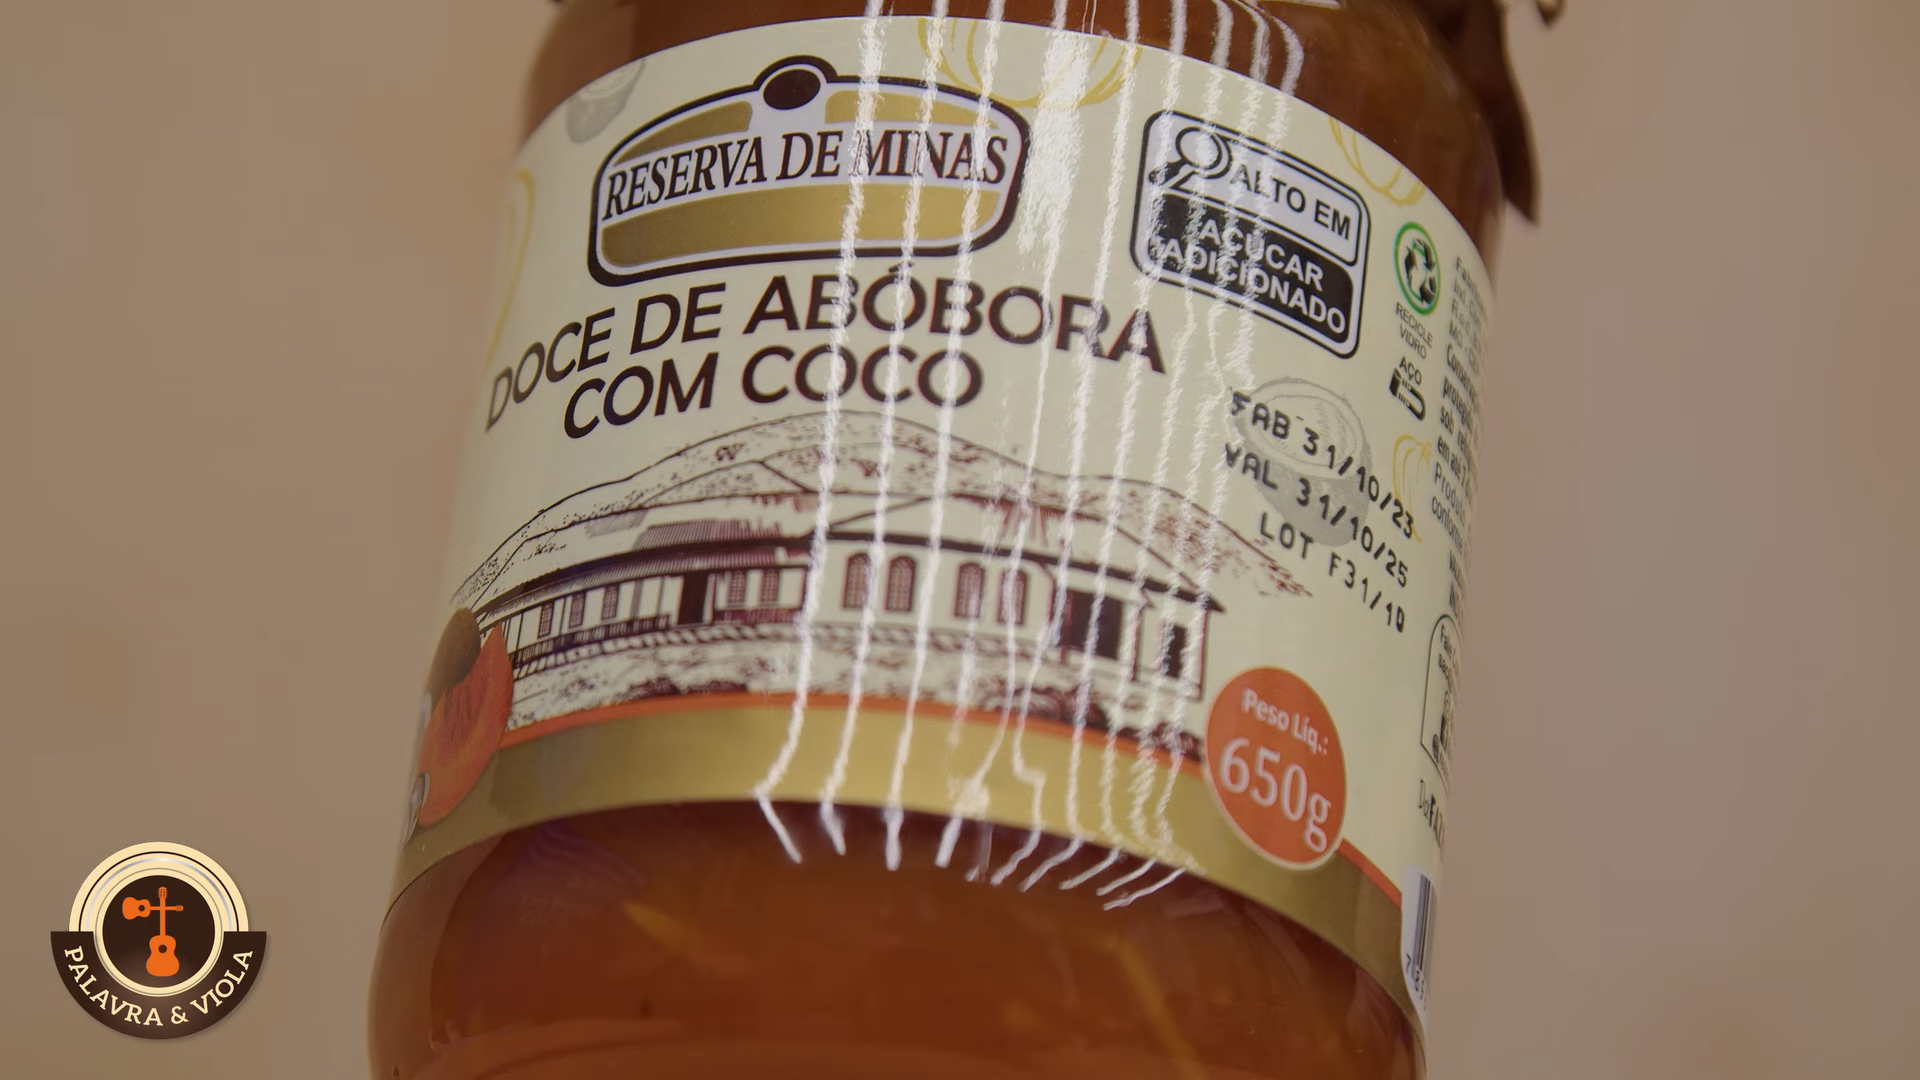 RESERVA DE MINAS
ALTO EM
AÇÚCAR
ADICIONADO
DOCE DE ABÓBORA
COM COCO
RECICLE
VIDRO
AÇO
FAB 31/10/23
VAL 31/10/25
LOT F31/10
Peso Líq.:
650g
PALAVRA & VIOLA